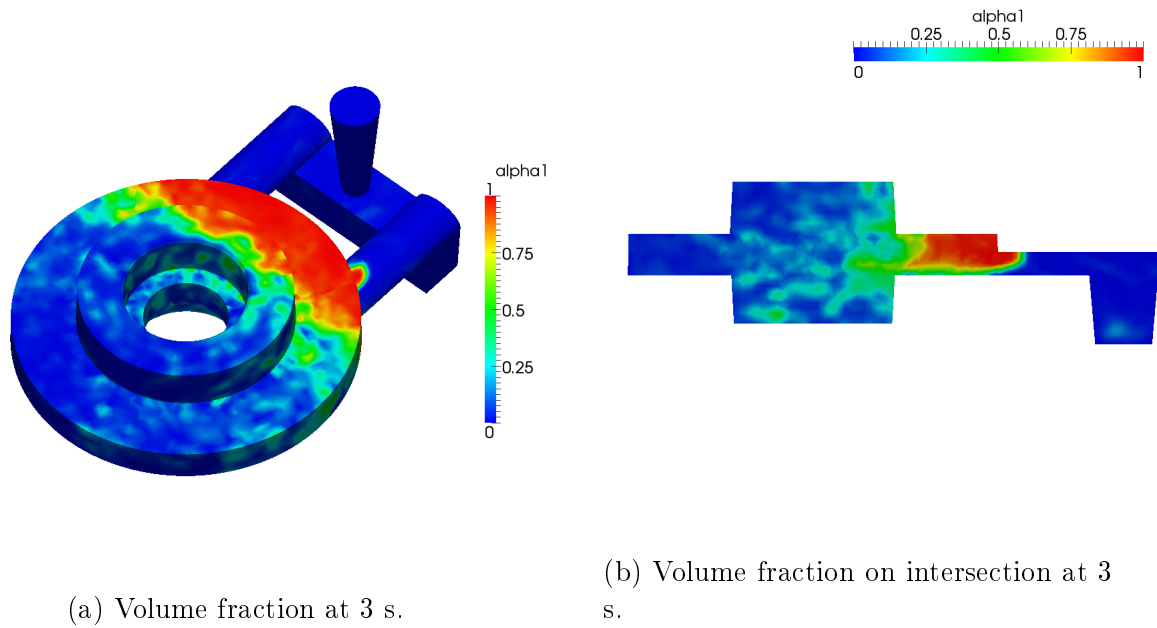 alpha1
0.25 0.5 0.75
0 1
alpha1
1
0.75
0.5
0.25
0
(a) Volume fraction at 3 s.
(b) Volume fraction on intersection at 3
s.